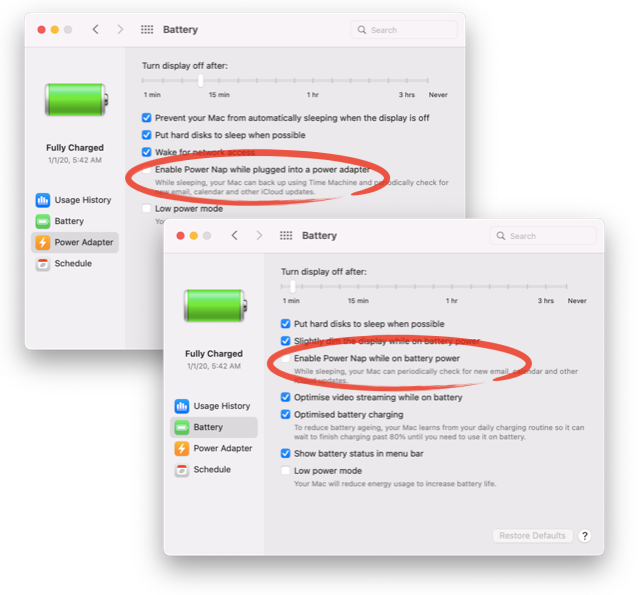 Battery
Search
Turn display off after:
1 min 15 min 1 hr 3 hrs Never
Prevent your Mac from automatically sleeping when the display is off
Put hard disks to sleep when possible
Wake for network access
Enable Power Nap while plugged into a power adapter
While sleeping, your Mac can back up using Time Machine and periodically check for
new email, calendar and other iCloud updates.
Low power mode
Fully Charged
1/1/20, 5:42 AM
Usage History
Battery
Power Adapter
Schedule
Battery
Search
Turn display off after:
1 min 15 min 1 hr 3 hrs Never
Put hard disks to sleep when possible
Slightly dim the display while on battery power
Enable Power Nap while on battery power
While sleeping, your Mac can periodically check for new email, calendar and other
iCloud updates.
Optimise video streaming while on battery
Optimised battery charging
To reduce battery ageing, your Mac learns from your daily charging routine so it can
wait to finish charging past 80% until you need to use it on battery.
Show battery status in menu bar
Low power mode
Your Mac will reduce energy usage to increase battery life.
Fully Charged
1/1/20, 5:42 AM
Usage History
Battery
Power Adapter
Schedule
Restore Defaults ?